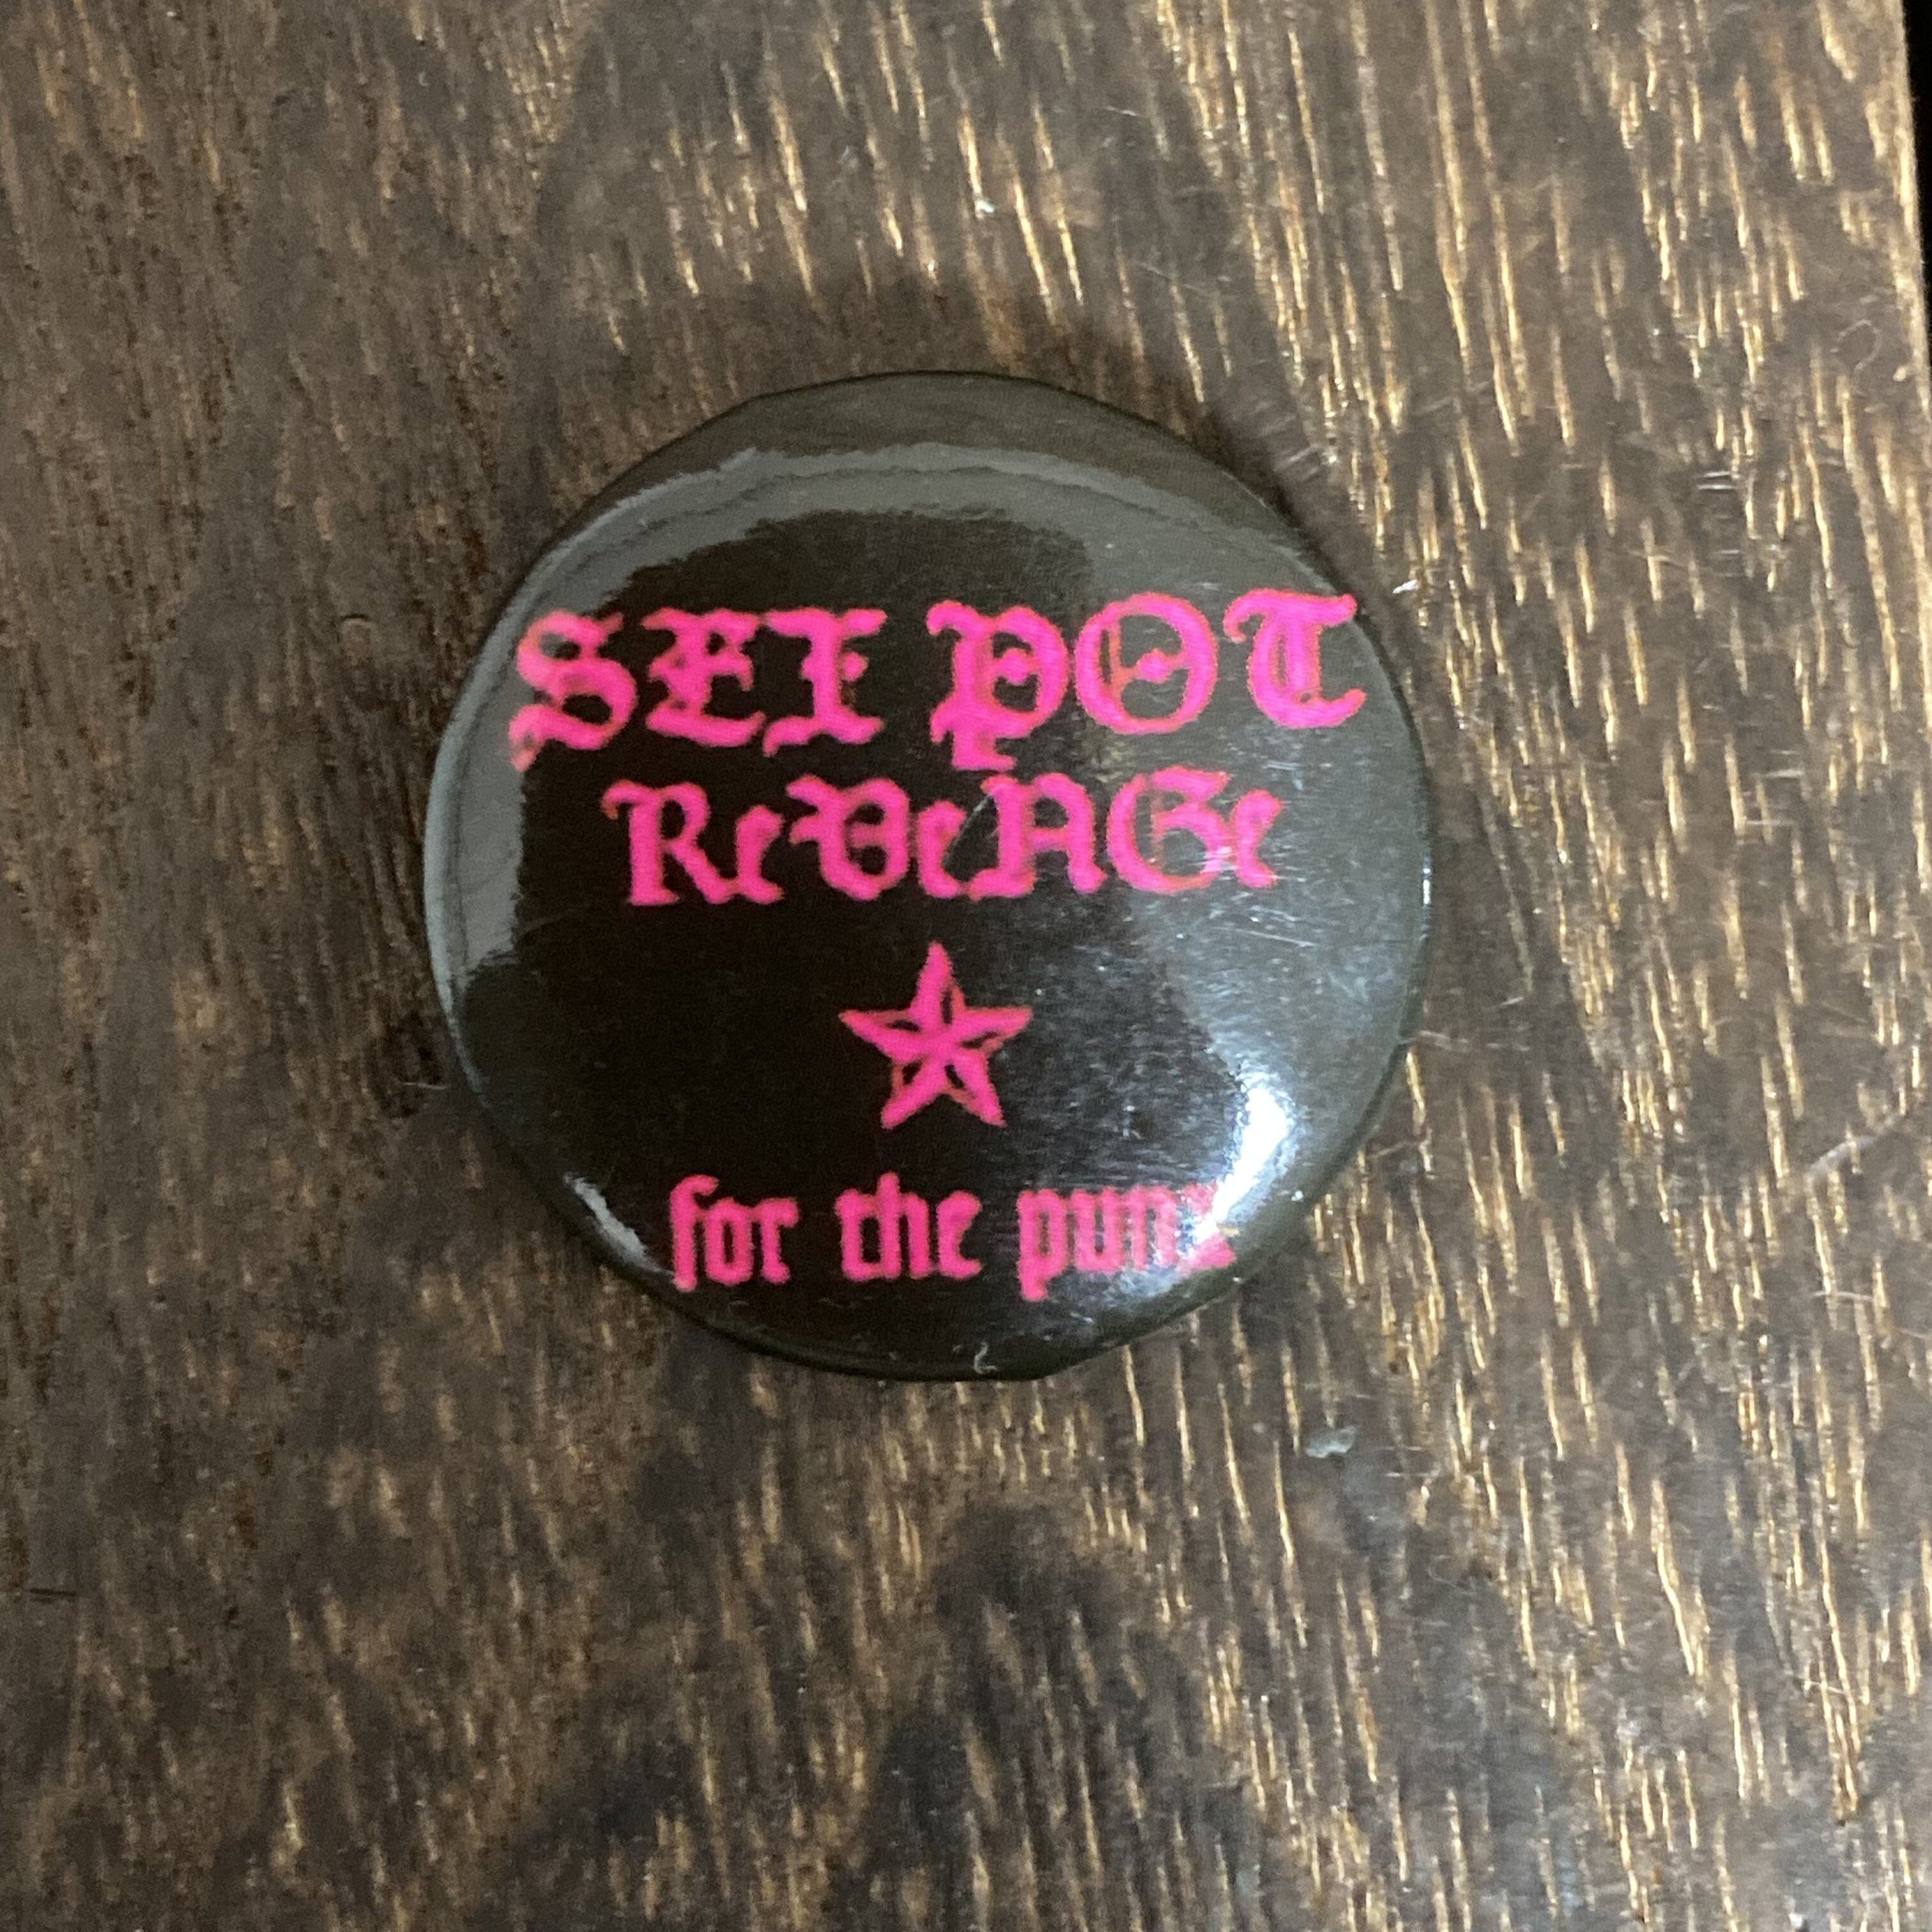 SEX POT
ReVeNGe
for the punx